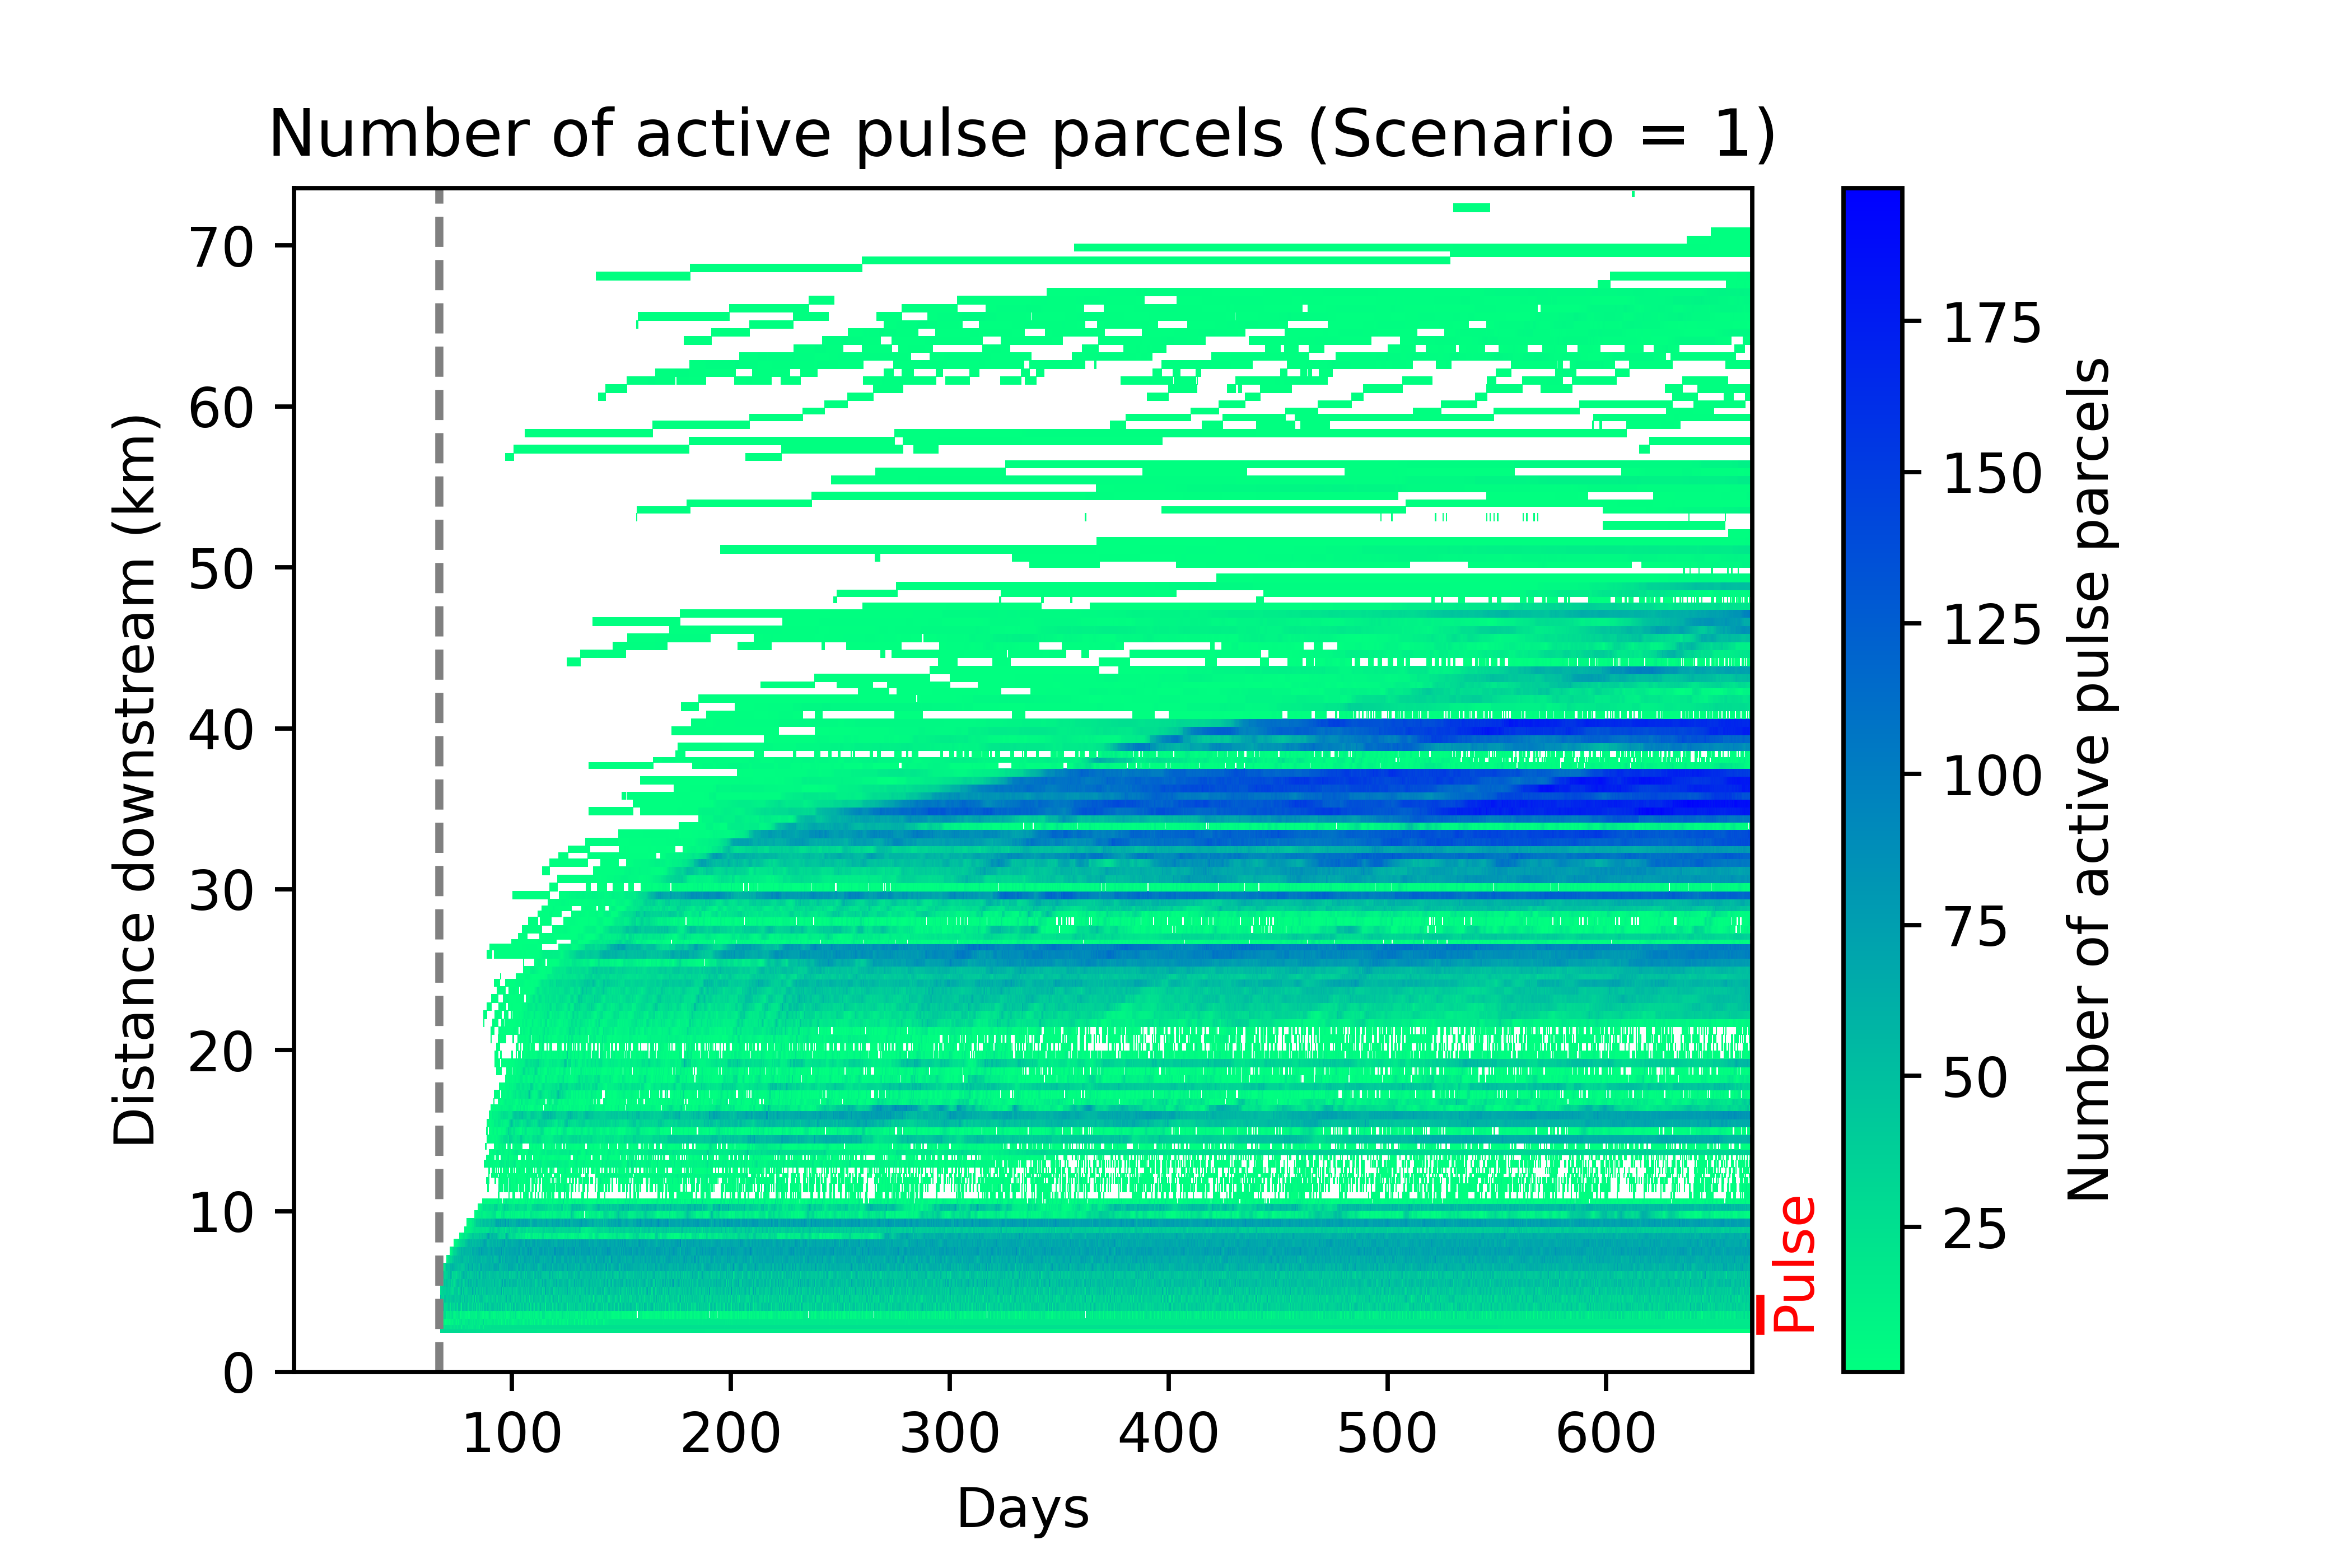 Number of active pulse parcels (Scenario = 1)
Distance downstream (km)
70
60
50
40
30
20
10
0
100 200 300 400 500 600
Days
Pulse
175
150
125
100
75
50
25
Number of active pulse parcels